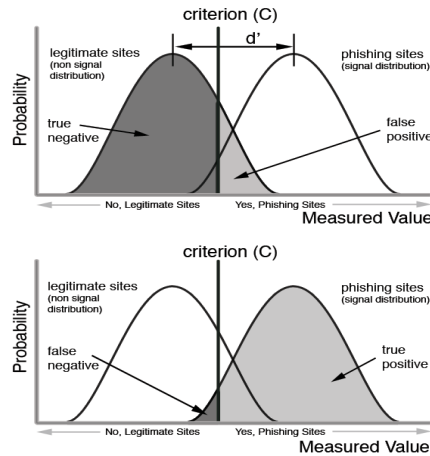 criterion (C)
legitimate sites
(non signal
distribution)
d'
phishing sites
(signal distribution)
true
negative
false
positive
Probability
No, Legitimate Sites
Yes, Phishing Sites
Measured Value
criterion (C)
legitimate sites
(non signal
distribution)
phishing sites
(signal distribution)
false
negative
true
positive
Probability
No, Legitimate Sites
Yes, Phishing Sites
Measured Value